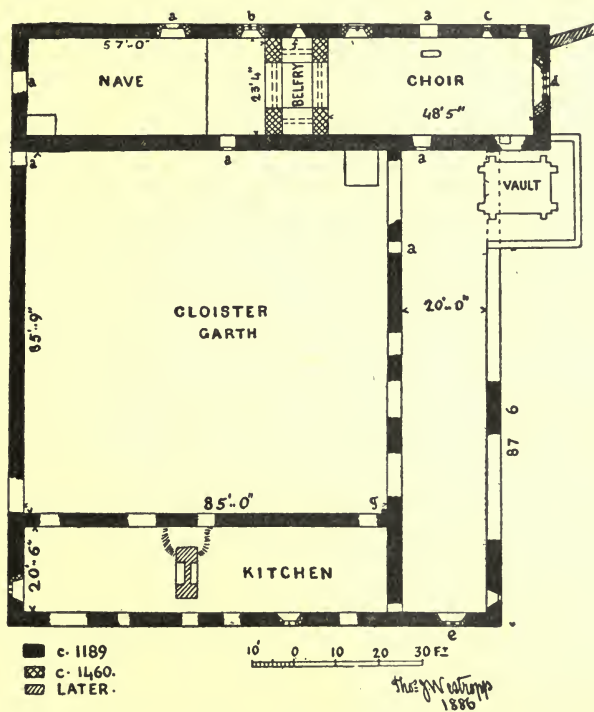 a b a c
57'-0"
NAVE
23'4"
BELFRY
CHOIR
a
d
48'5"
a
a
a
VAULT
a
CLOISTER
GARTH
20'-0"
85'-9"
87 6
85'-0"
g
20'-6"
KITCHEN
e
c. 1189
c. 1460.
LATER.
10' 0 10 20 30 FT
Thos J Westropp
1886